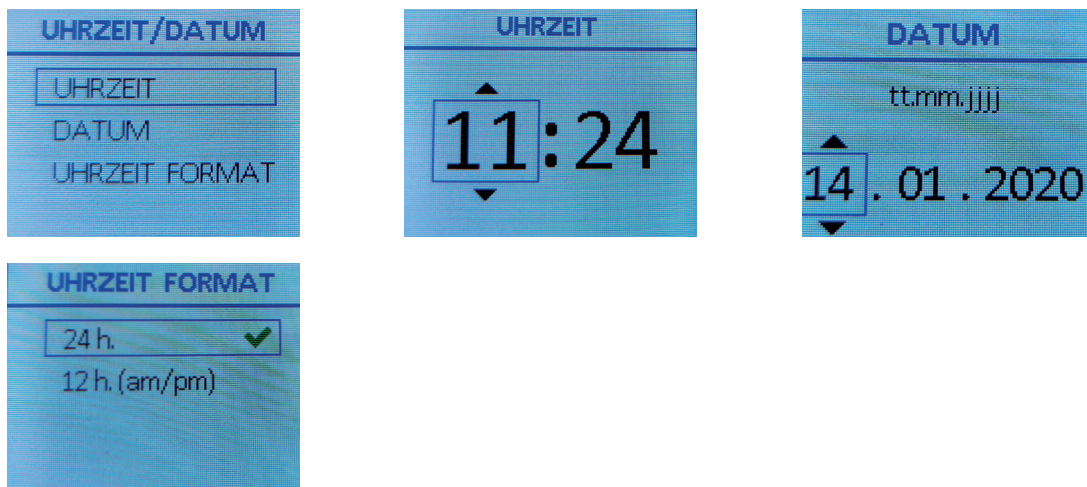 UHRZEIT/DATUM
UHRZEIT
DATUM
UHRZEIT FORMAT
UHRZEIT
11:24
DATUM
tt.mm.jjjj
14 . 01 . 2020
UHRZEIT FORMAT
24 h.
12 h. (am/pm)